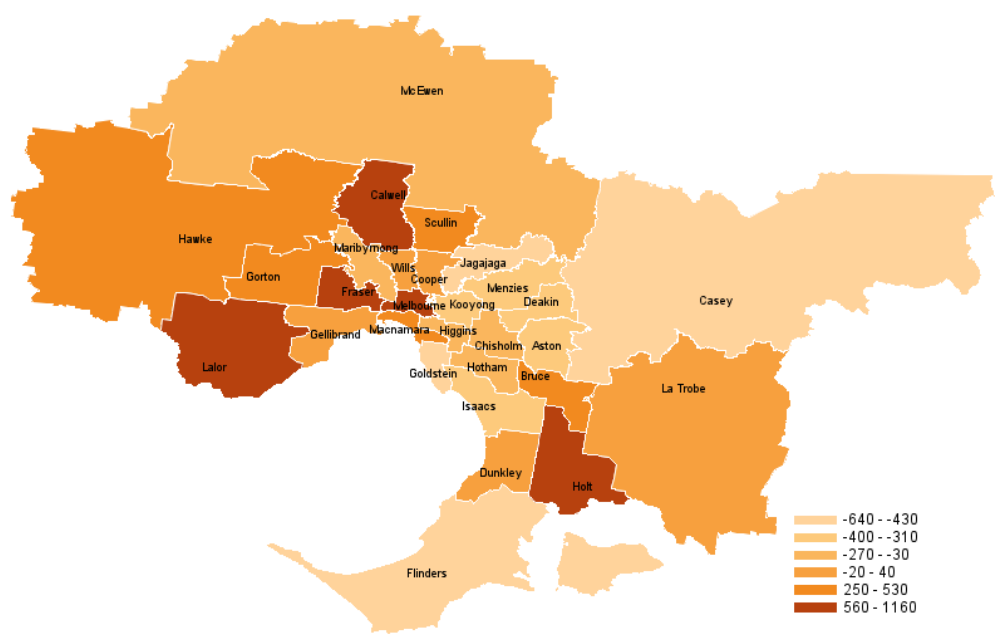 McEwen
Calwell
Scullin
Hawke
Maribyrnong
Jagajaga
Wills
Gorton
Cooper
Menzies
Fraser
Deakin
Casey
Melbourne
Kooyong
Macnamara
Higgins
Gellibrand
Chisholm
Aston
Lalor
Hotham
Goldstein
Bruce
La Trobe
Isaacs
Dunkley
Holt
Flinders
-640 - -430
-400 - -310
-270 - -30
-20 - 40
250 - 530
560 - 1160